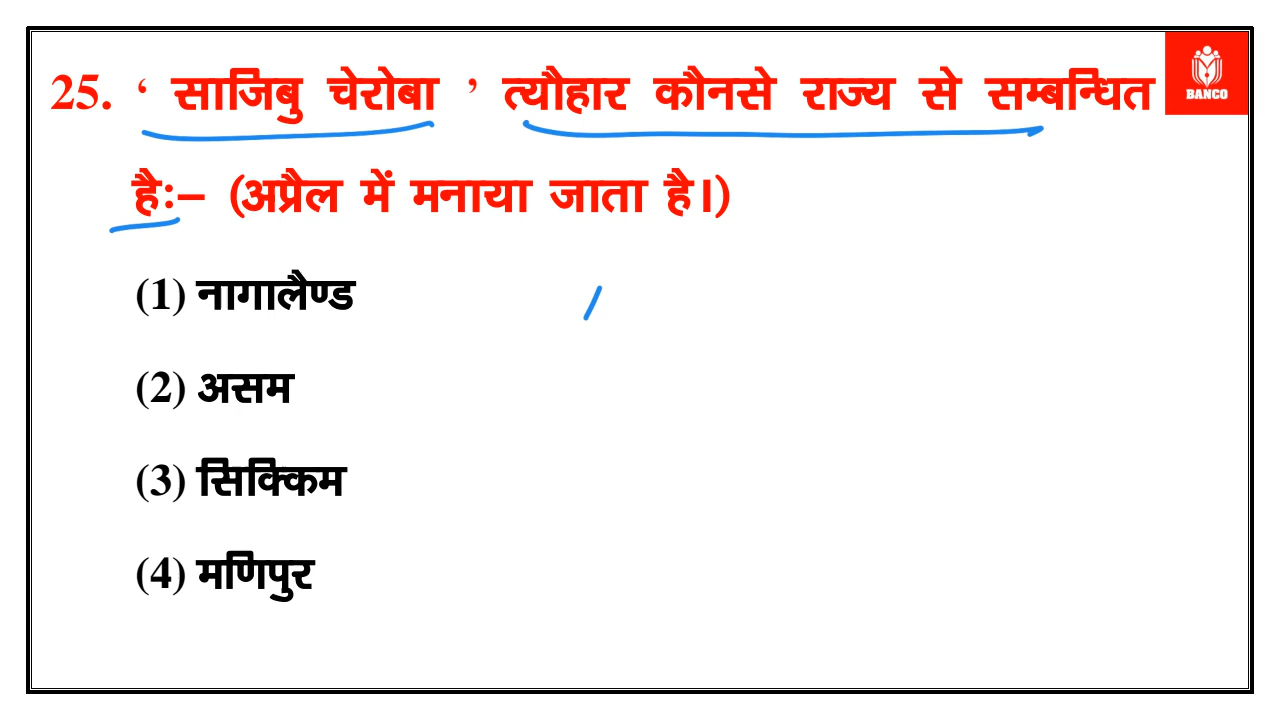 25. ‘ साजिबु चेरोबा ’ त्यौहार कौनसे राज्य से सम्बन्धित
BANCO
है:– (अप्रैल में मनाया जाता है।)
(1) नागालैण्ड
(2) असम
(3) सिक्किम
(4) मणिपुर